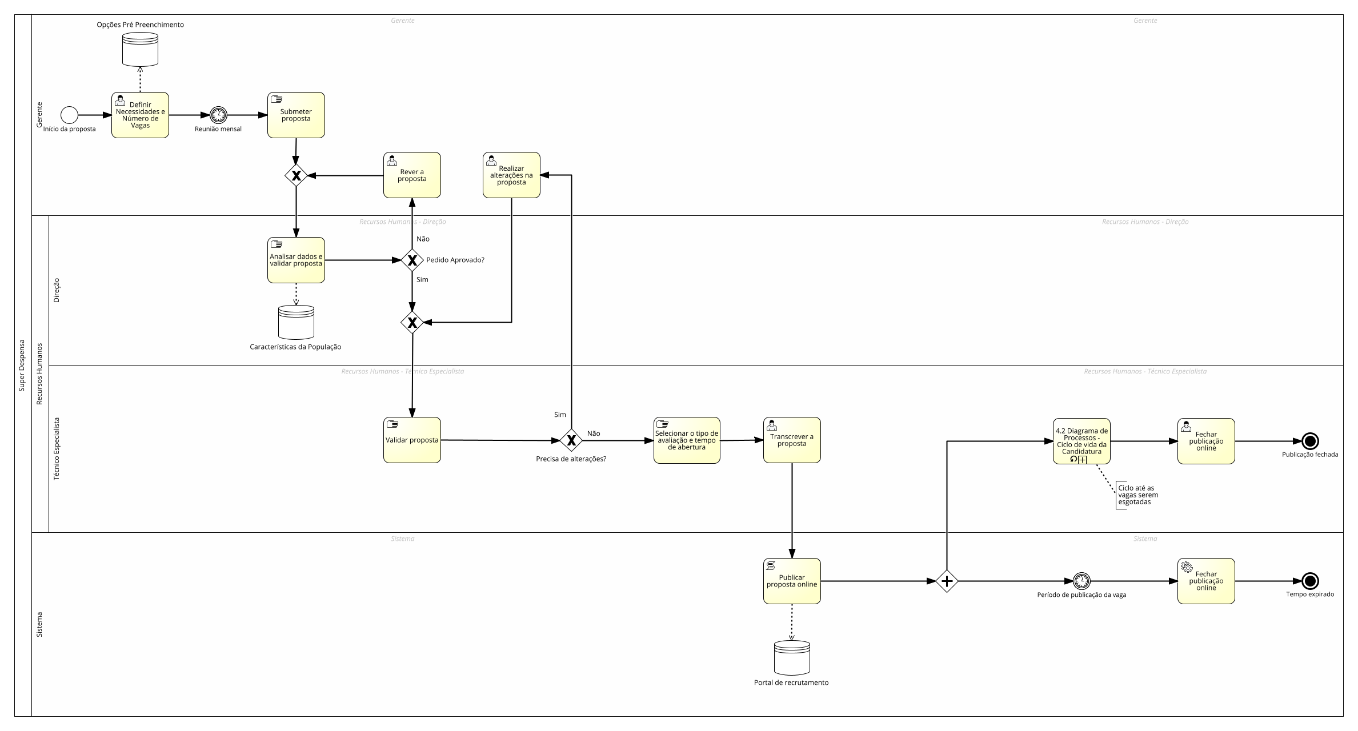 Gerente
Gerente
Opções Pré Preenchimento
Super Despensa
Gerente
Início da proposta
Definir
Necessidades e
Número de
Vagas
Reunião mensal
Submeter
proposta
Rever a
proposta
Realizar
alterações na
proposta
Recursos Humanos
Recursos Humanos - Direção
Recursos Humanos - Direção
Direção
Não
Analisar dados e
validar proposta
Pedido Aprovado?
Sim
Características da População
Recursos Humanos - Técnico Especialista
Recursos Humanos - Técnico Especialista
Técnico Especialista
Validar proposta
Sim
Não
Precisa de alterações?
Selecionar o tipo de
avaliação e tempo
de abertura
Transcrever a
proposta
4.2 Diagrama de
Processos -
Ciclo de vida da
Candidatura
Fechar
publicação
online
Publicação fechada
Ciclo até as
vagas serem
esgotadas
Sistema
Sistema
Sistema
Publicar
proposta online
Período de publicação da vaga
Fechar
publicação
online
Tempo expirado
Portal de recrutamento